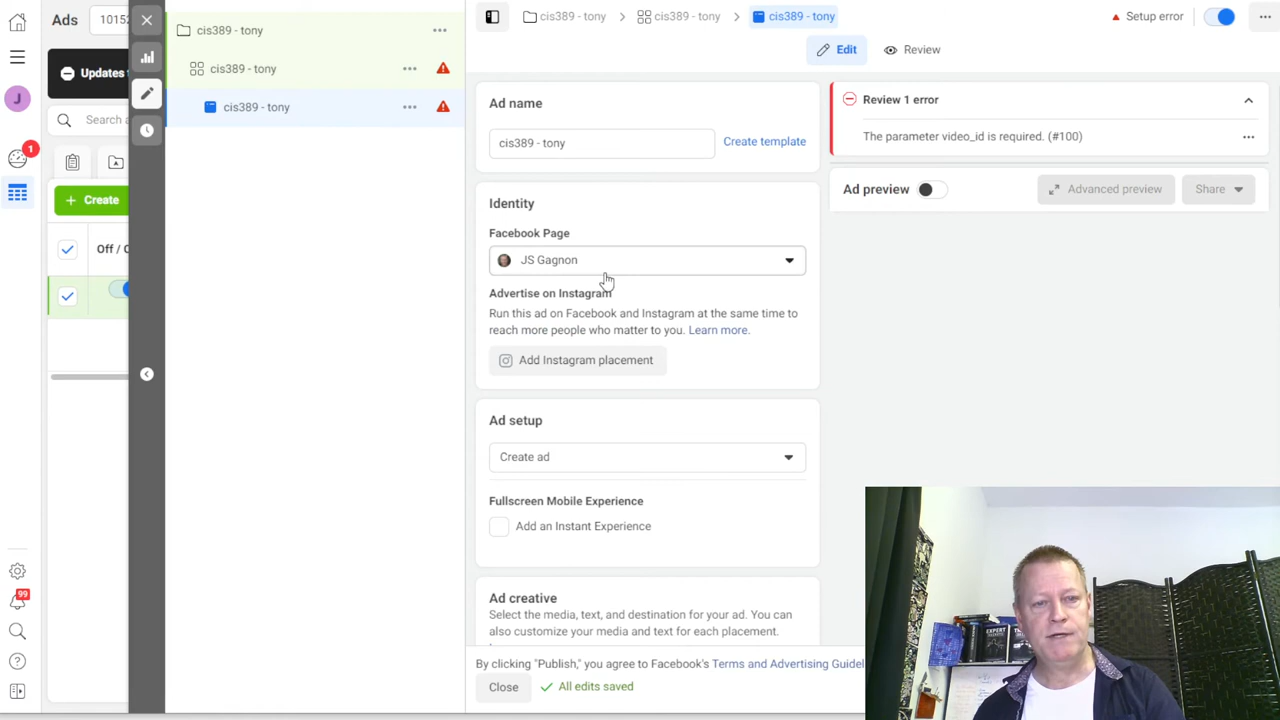 Ads
10152
cis389 - tony
cis389 - tony
cis389 - tony
Setup error
J
Updates
cis389 - tony
cis389 - tony
cis389 - tony
Edit
Review
Search a
1
Create
Off /
Ad name
cis389 - tony
Create template
Review 1 error
The parameter video_id is required. (#100)
Ad preview
Advanced preview
Share
Identity
Facebook Page
JS Gagnon
Advertise on Instagram
Run this ad on Facebook and Instagram at the same time to
reach more people who matter to you. Learn more.
Add Instagram placement
Ad setup
Create ad
Fullscreen Mobile Experience
Add an Instant Experience
Ad creative
Select the media, text, and destination for your ad. You can
also customize your media and text for each placement.
By clicking "Publish," you agree to Facebook's Terms and Advertising Guidel
Close
All edits saved
99
EXPERT